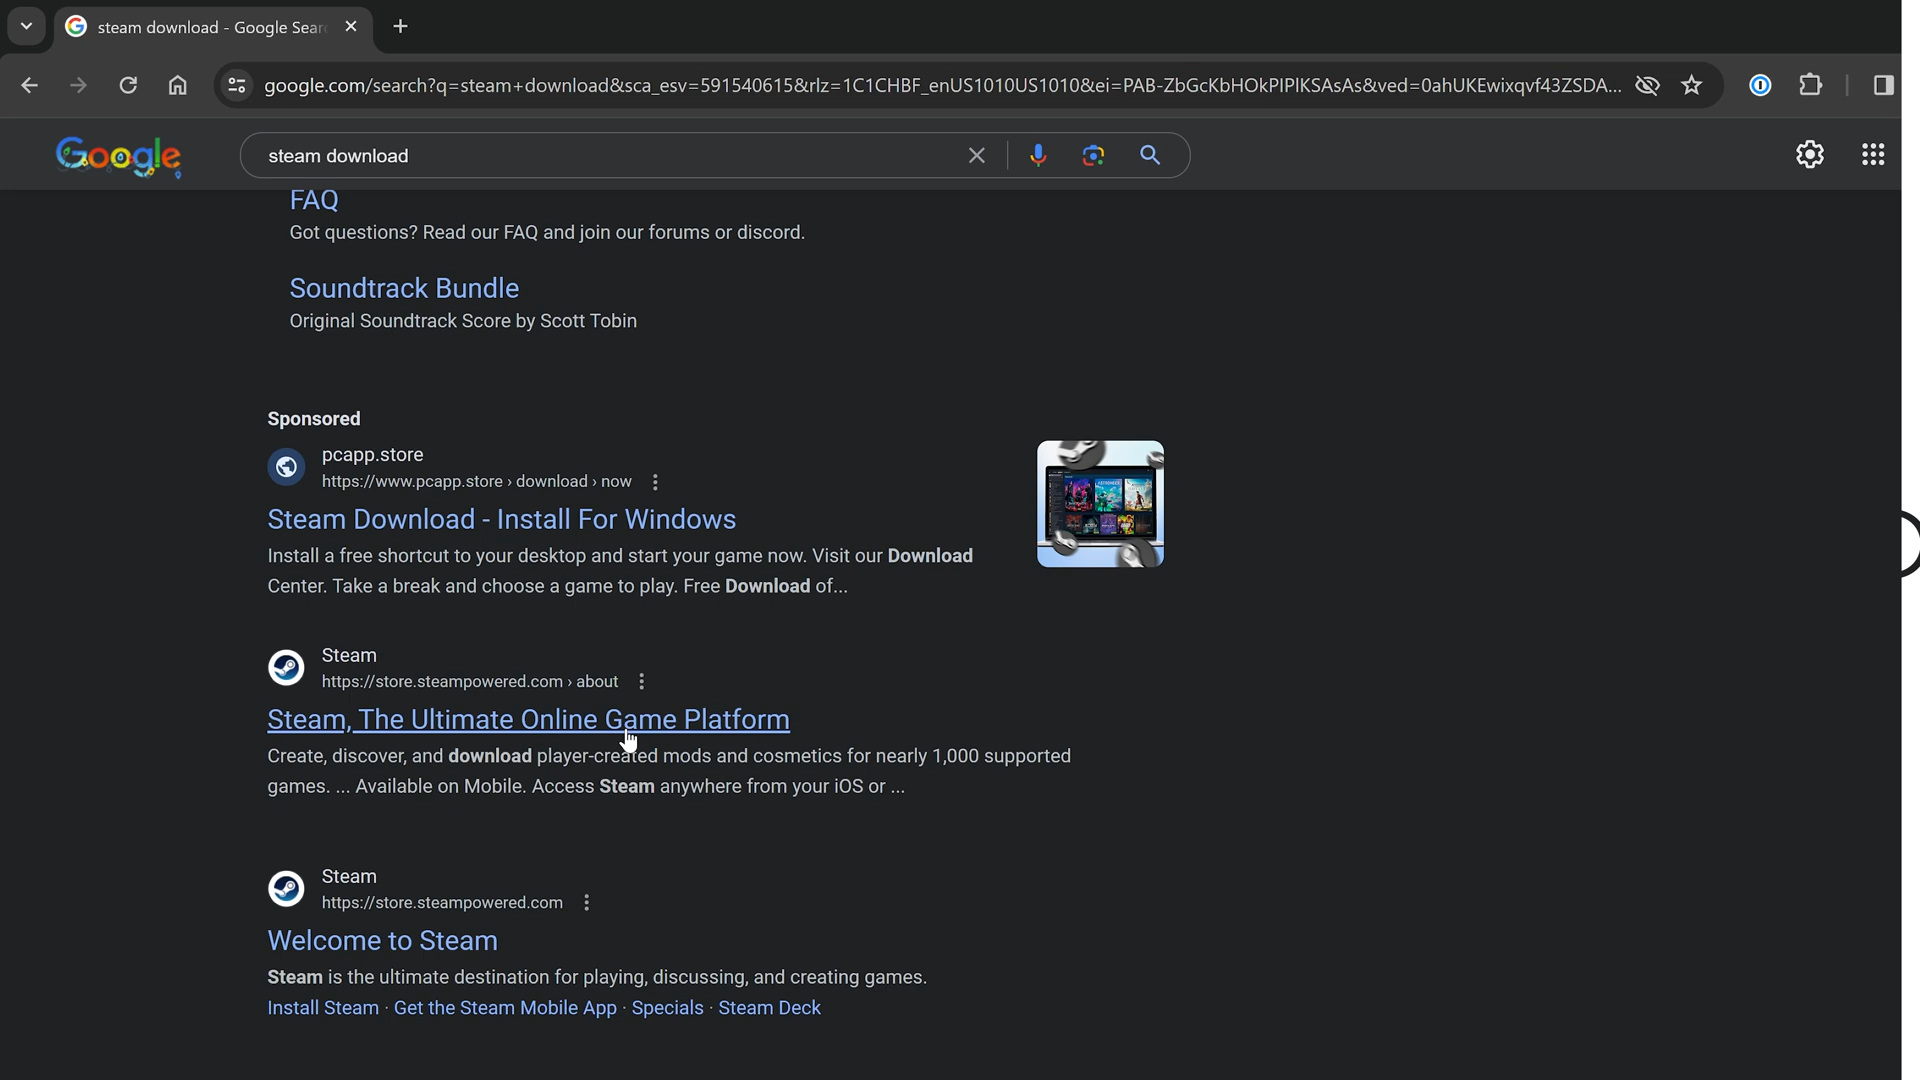 steam download - Google Sear
google.com/search?q=steam+download&sca_esv=591540615&rlz=1C1CHBF_enUS1010US1010&ei=PAB-ZbGcKbHOkPIPlKSAsAs&ved=0ahUKEwixqvf43ZSDA...
Google
steam download
FAQ
Got questions? Read our FAQ and join our forums or discord.
Soundtrack Bundle
Original Soundtrack Score by Scott Tobin
Sponsored
pcapp.store
https://www.pcapp.store › download › now
Steam Download - Install For Windows
Install a free shortcut to your desktop and start your game now. Visit our Download
Center. Take a break and choose a game to play. Free Download of...
Steam
https://store.steampowered.com › about
Steam, The Ultimate Online Game Platform
Create, discover, and download player-created mods and cosmetics for nearly 1,000 supported
games. ... Available on Mobile. Access Steam anywhere from your iOS or ...
Steam
https://store.steampowered.com
Welcome to Steam
Steam is the ultimate destination for playing, discussing, and creating games.
Install Steam · Get the Steam Mobile App · Specials · Steam Deck